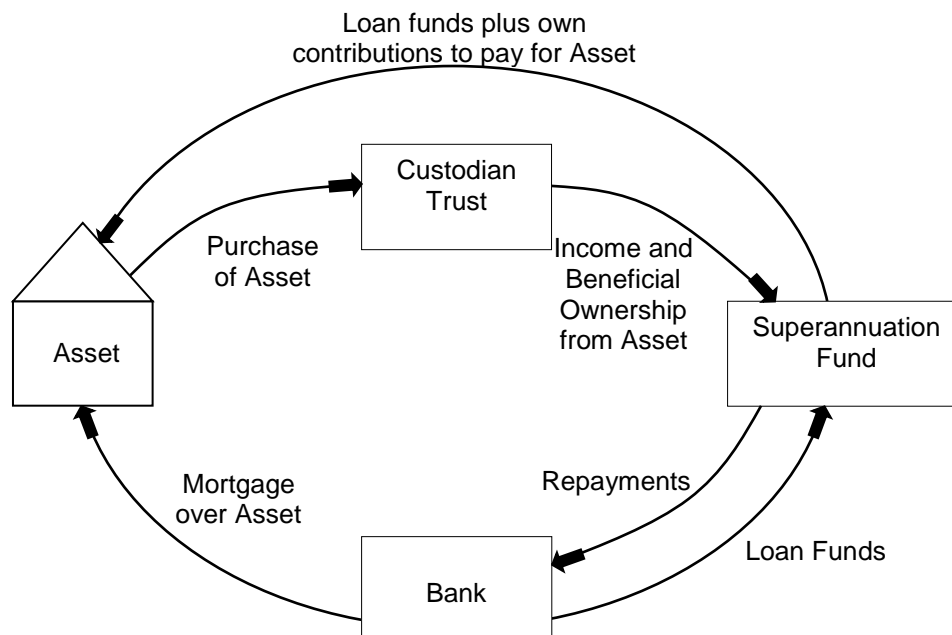 Loan funds plus own
contributions to pay for Asset
Custodian
Trust
Purchase
of Asset
Income and
Beneficial
Ownership
from Asset
Asset
Superannuation
Fund
Mortgage
over Asset
Repayments
Loan Funds
Bank